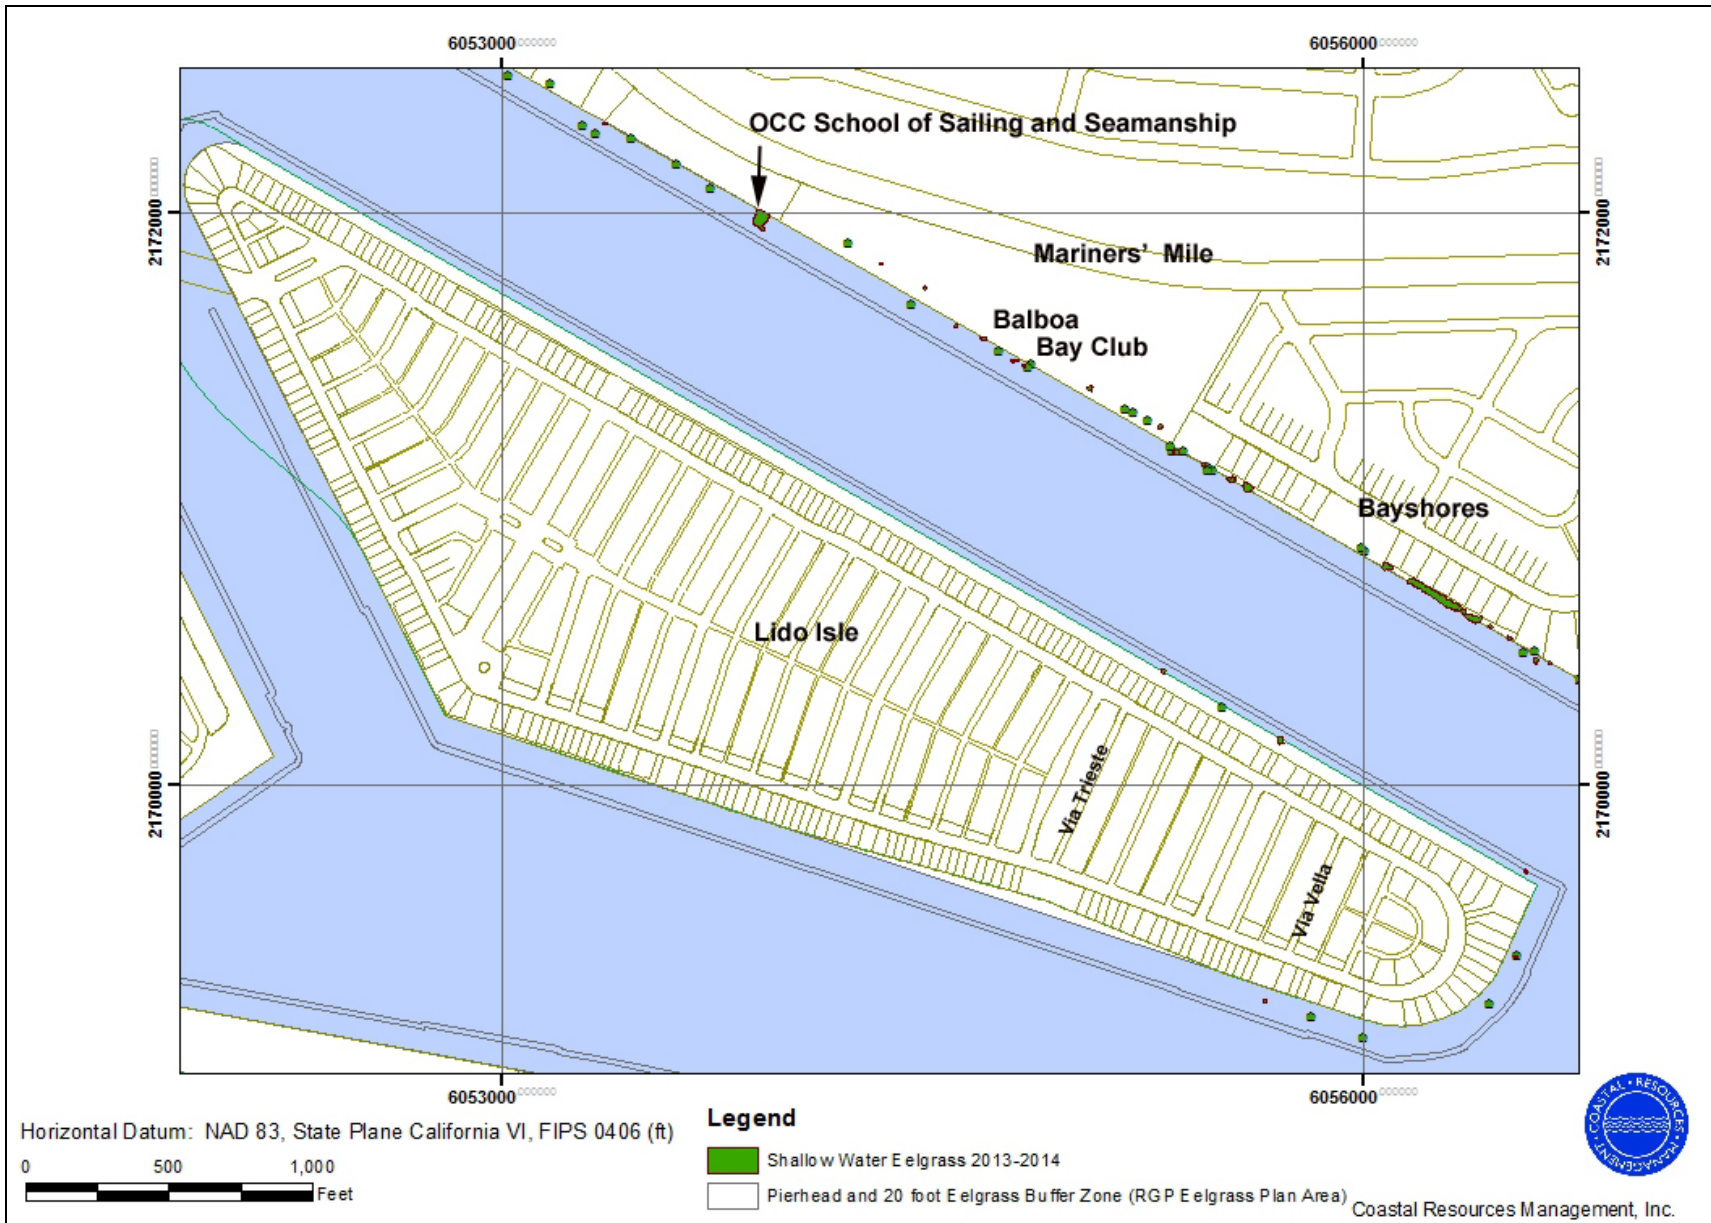 6053000
6056000
OCC School of Sailing and Seamanship
2172000
2172000
Mariners' Mile
Balboa
Bay Club
Bayshores
Lido Isle
Via Trieste
2170000
2170000
Via Vella
6053000
6056000
Legend
Horizontal Datum: NAD 83, State Plane California VI, FIPS 0406 (ft)
0 500 1,000
Feet
Shallow Water Eelgrass 2013-2014
Pierhead and 20 foot Eelgrass Buffer Zone (RGP Eelgrass Plan Area)
COASTAL • RESOURCES • MANAGEMENT •
Coastal Resources Management, Inc.